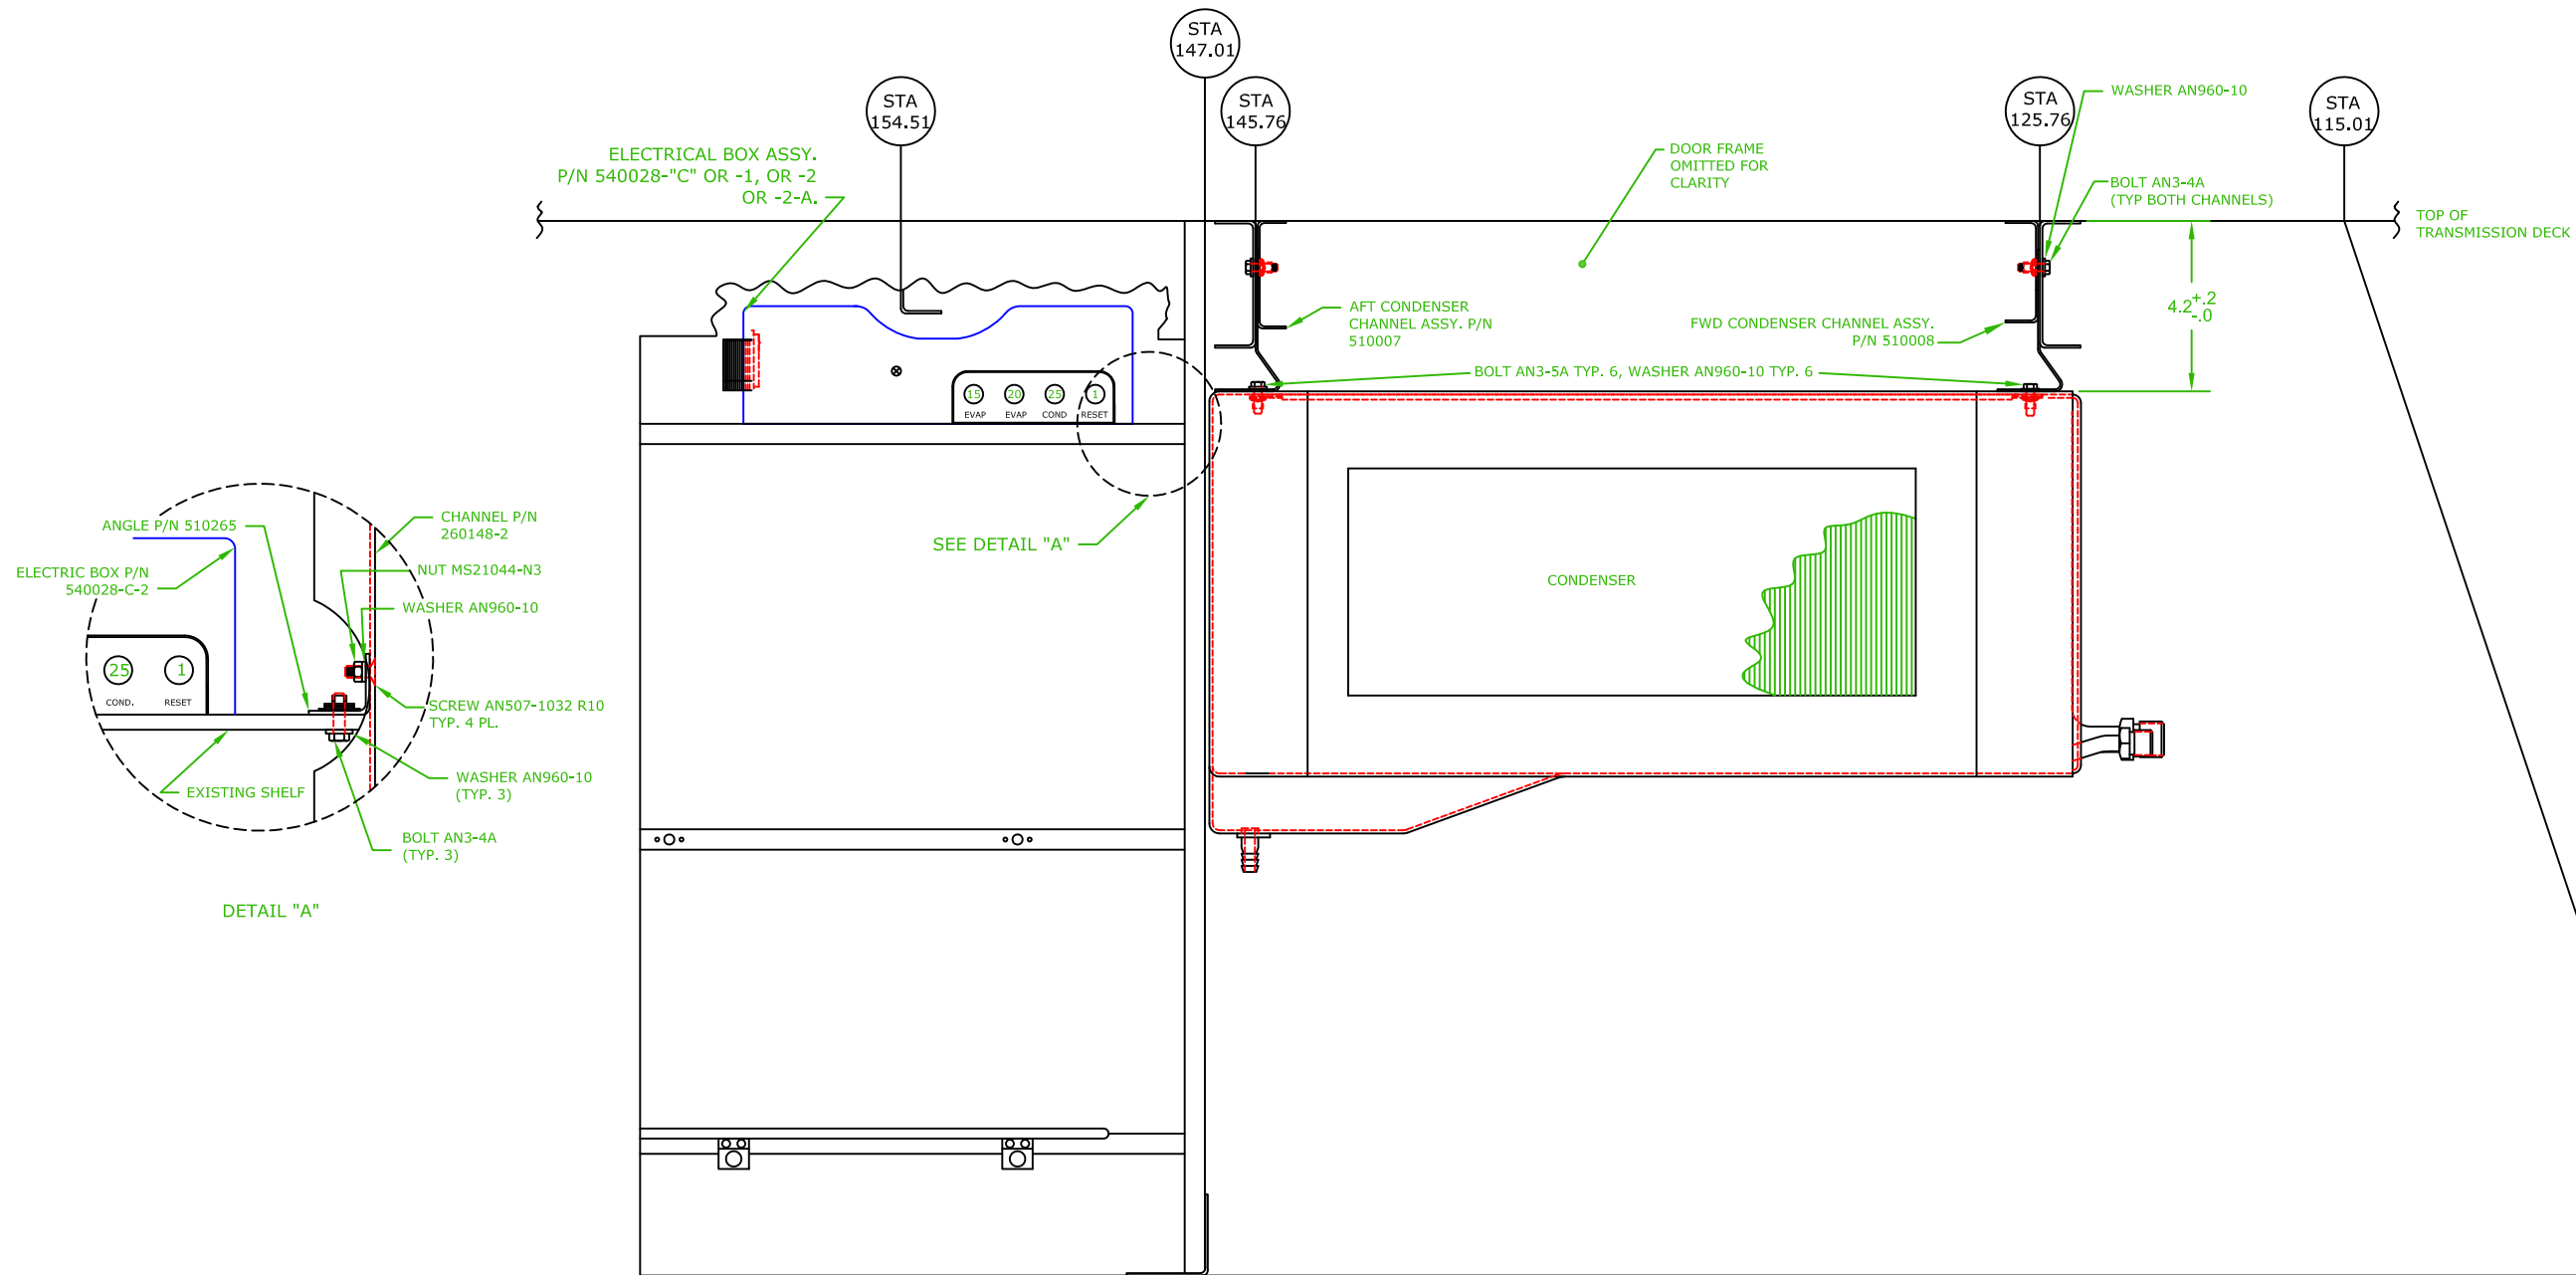 STA
147.01
STA
154.51
STA
145.76
STA
125.76
STA
115.01
WASHER AN960-10
ELECTRICAL BOX ASSY.
P/N 540028-"C" OR -1, OR -2
OR -2-A.
DOOR FRAME
OMITTED FOR
CLARITY
BOLT AN3-4A
(TYP BOTH CHANNELS)
TOP OF
TRANSMISSION DECK
4.2 +.2
-.0
AFT CONDENSER
CHANNEL ASSY. P/N
510007
FWD CONDENSER CHANNEL ASSY.
P/N 510008
BOLT AN3-5A TYP. 6, WASHER AN960-10 TYP. 6
15
20
25
1
EVAP
EVAP
COND
RESET
SEE DETAIL "A"
CONDENSER
ANGLE P/N 510265
CHANNEL P/N
260148-2
ELECTRIC BOX P/N
540028-C-2
NUT MS21044-N3
WASHER AN960-10
25
1
COND.
RESET
SCREW AN507-1032 R10
TYP. 4 PL.
EXISTING SHELF
WASHER AN960-10
(TYP. 3)
BOLT AN3-4A
(TYP. 3)
DETAIL "A"